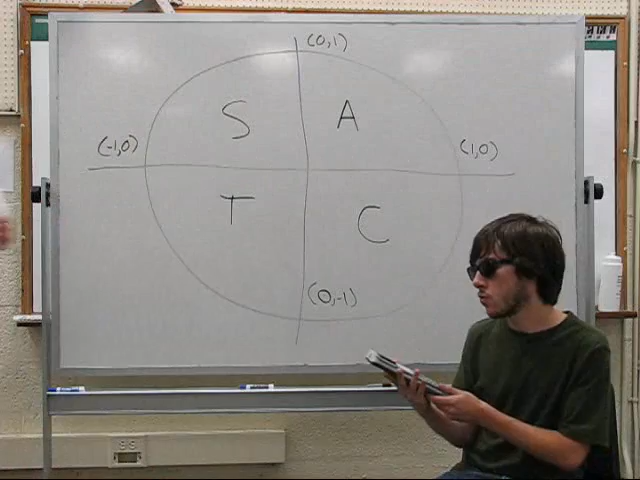 (0,1)
S
A
(-1,0)
(1,0)
T
C
(0,-1)